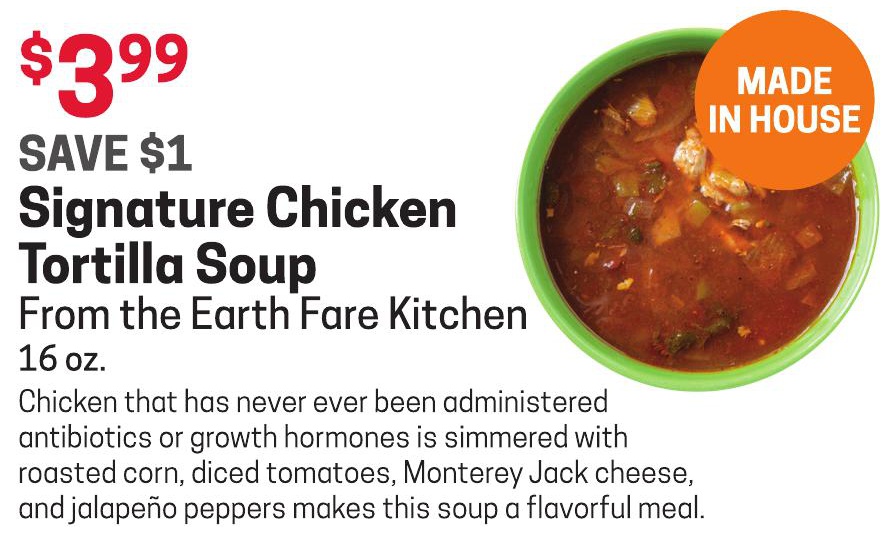 $3.99
SAVE $1
Signature Chicken
Tortilla Soup
From the Earth Fare Kitchen
16 oz.
Chicken that has never ever been administered
antibiotics or growth hormones is simmered with
roasted corn, diced tomatoes, Monterey Jack cheese,
and jalapeño peppers makes this soup a flavorful meal.
MADE
IN HOUSE